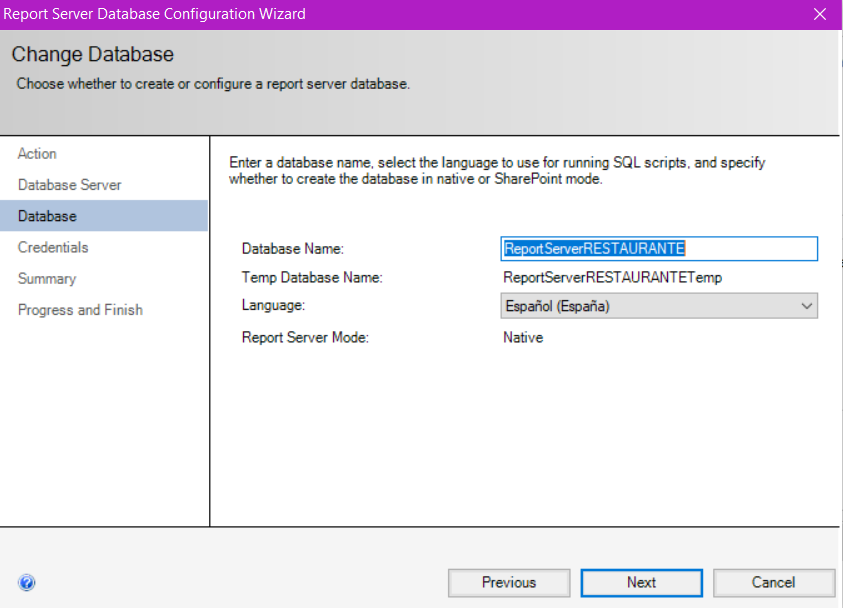 Report Server Database Configuration Wizard
Change Database
Choose whether to create or configure a report server database.
Action
Database Server
Database
Credentials
Summary
Progress and Finish
Enter a database name, select the language to use for running SQL scripts, and specify
whether to create the database in native or SharePoint mode.
Database Name: ReportServerRESTAURANTE
Temp Database Name: ReportServerRESTAURANTETemp
Language: Español (España)
Report Server Mode: Native
Previous Next Cancel